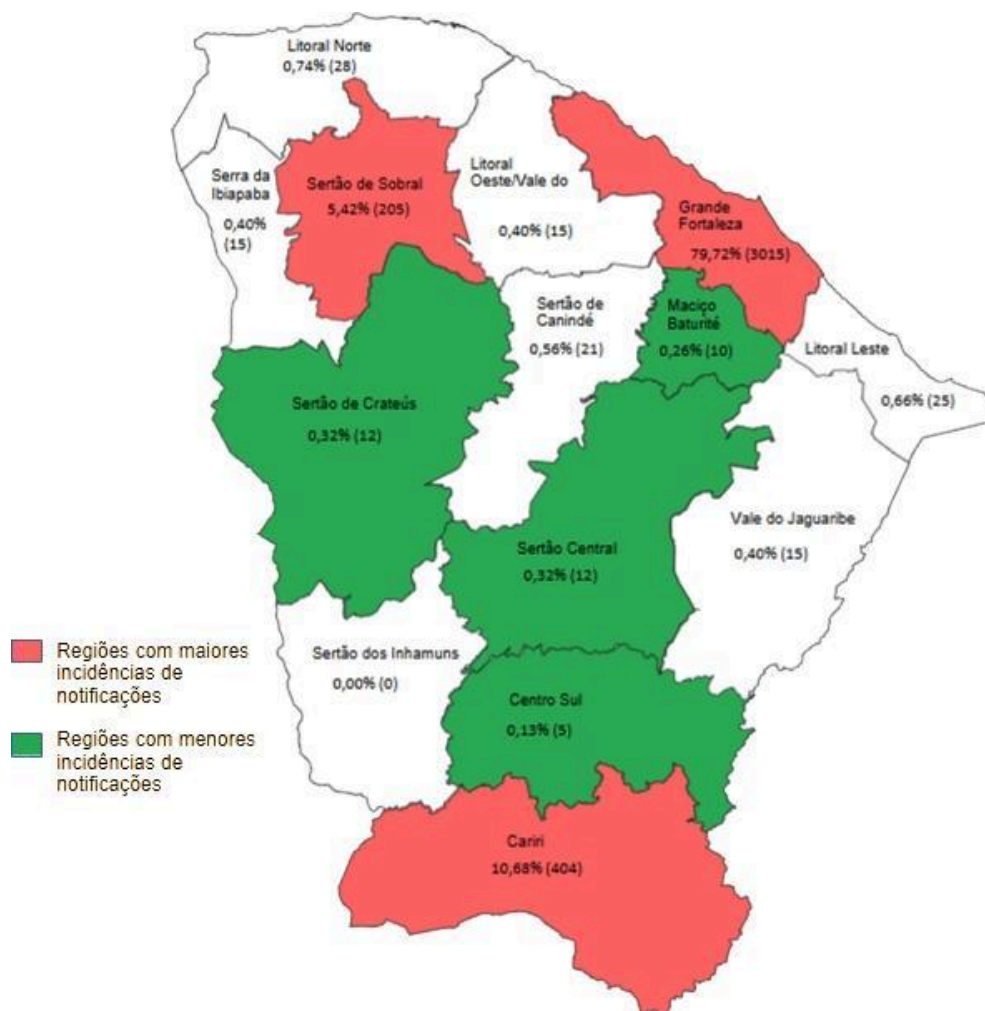 Litoral Norte
0,74% (28)
Serra da
Ibiapaba
0,40%
(15)
Sertão de Sobral
5,42% (205)
Litoral
Oeste/Vale do
0,40% (15)
Grande
Fortaleza
79,72% (3015)
Sertão de
Canindé
0,56% (21)
Maciço
Baturité
0,26% (10)
Litoral Leste
0,66% (25)
Sertão de Crateús
0,32% (12)
Vale do Jaguaribe
0,40% (15)
Sertão Central
0,32% (12)
Sertão dos Inhamuns
0,00% (0)
Centro Sul
0,13% (5)
Cariri
10,68% (404)
Regiões com maiores
incidências de
notificações
Regiões com menores
incidências de
notificações